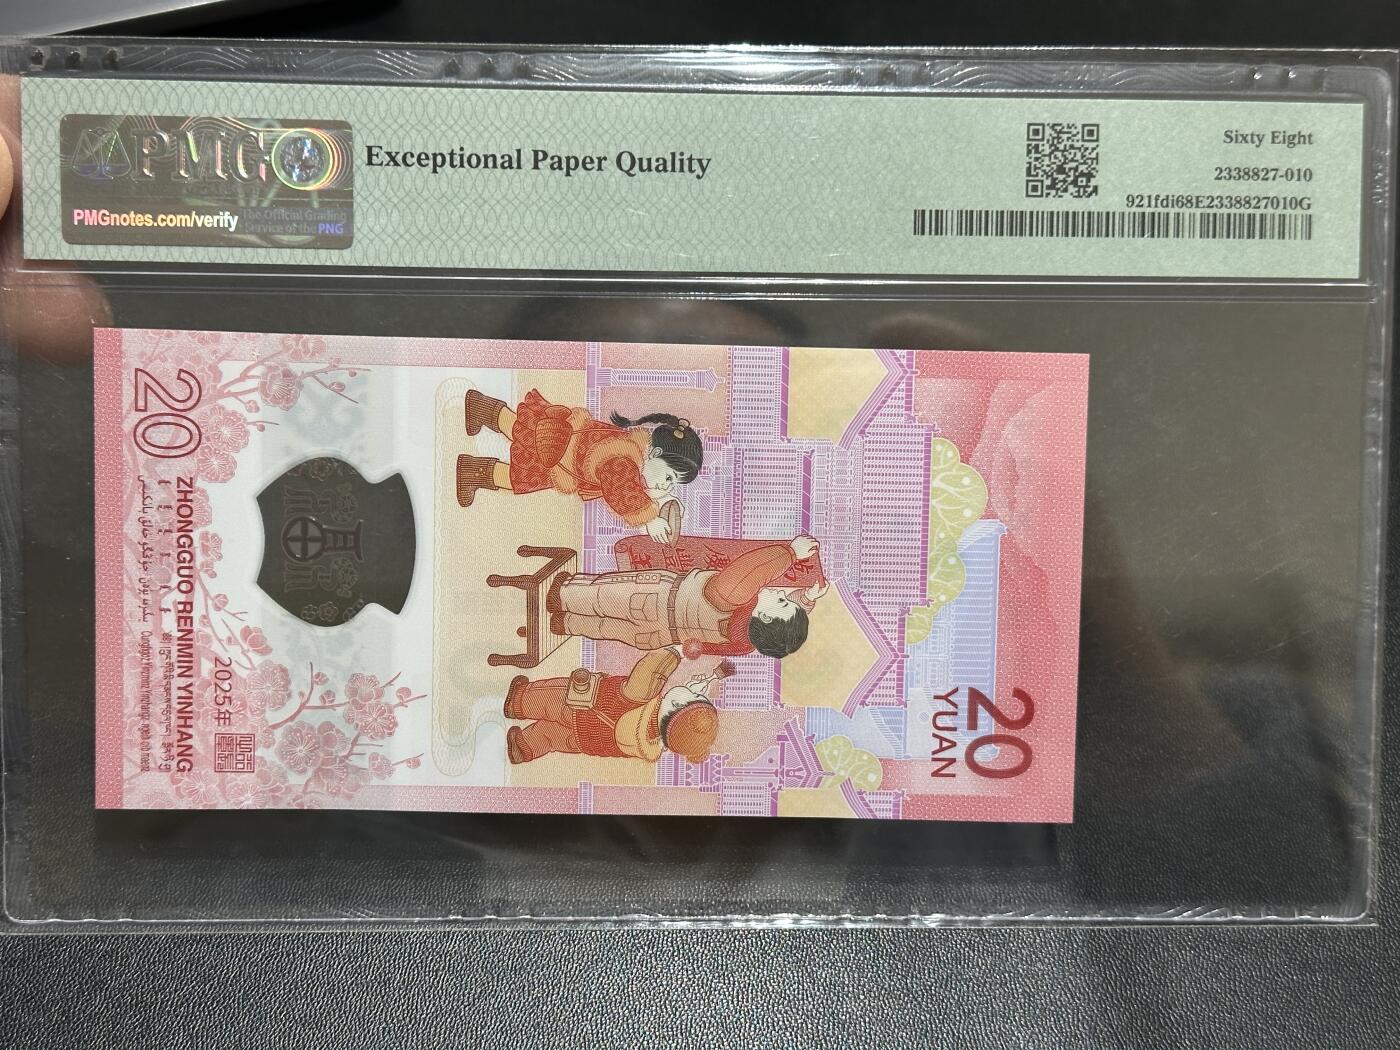 PMG
PMGnotes.com/verify
The Official Grading
Service of the PNG
Exceptional Paper Quality
Sixty Eight
2338827-010
921fdi68E2338827010G
20
ZHONGGUO RENMIN YINHANG
2025年
20
YUAN